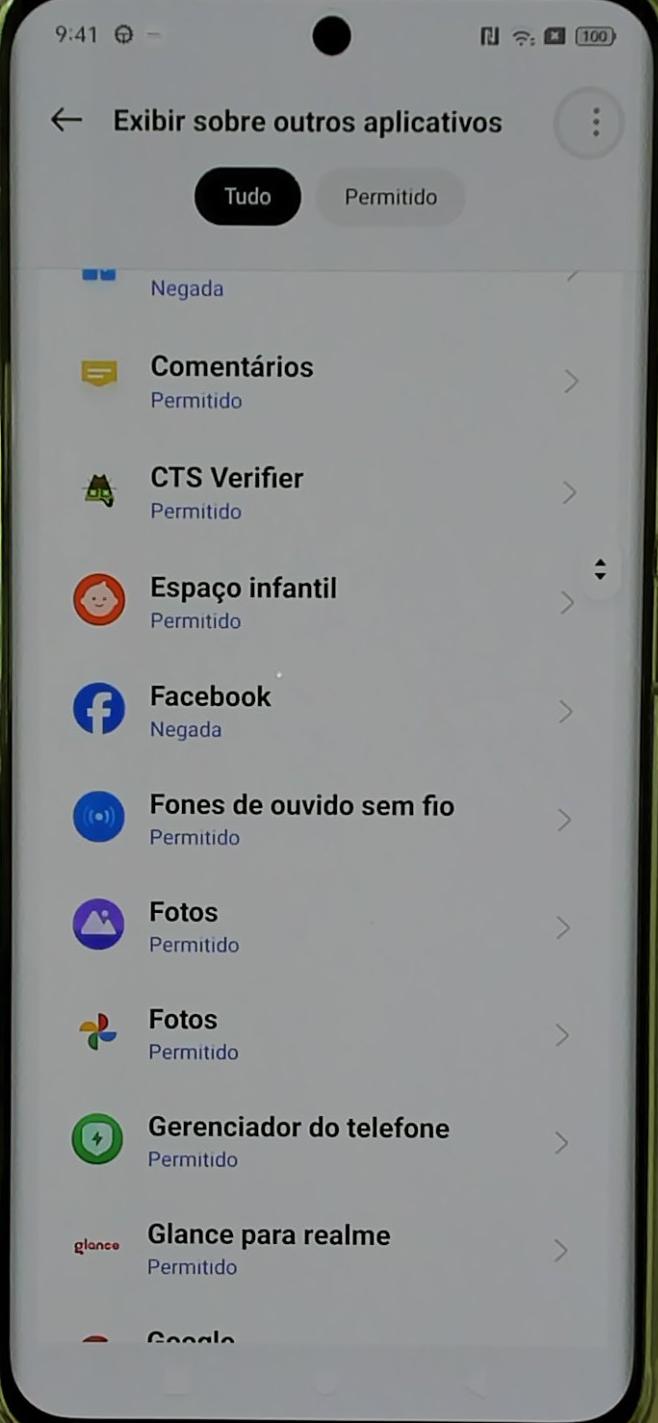 9:41
100
Exibir sobre outros aplicativos
Tudo
Permitido
Negada
Comentários
Permitido
CTS Verifier
Permitido
Espaço infantil
Permitido
Facebook
Negada
Fones de ouvido sem fio
Permitido
Fotos
Permitido
Fotos
Permitido
Gerenciador do telefone
Permitido
glance
Glance para realme
Permitido
Google